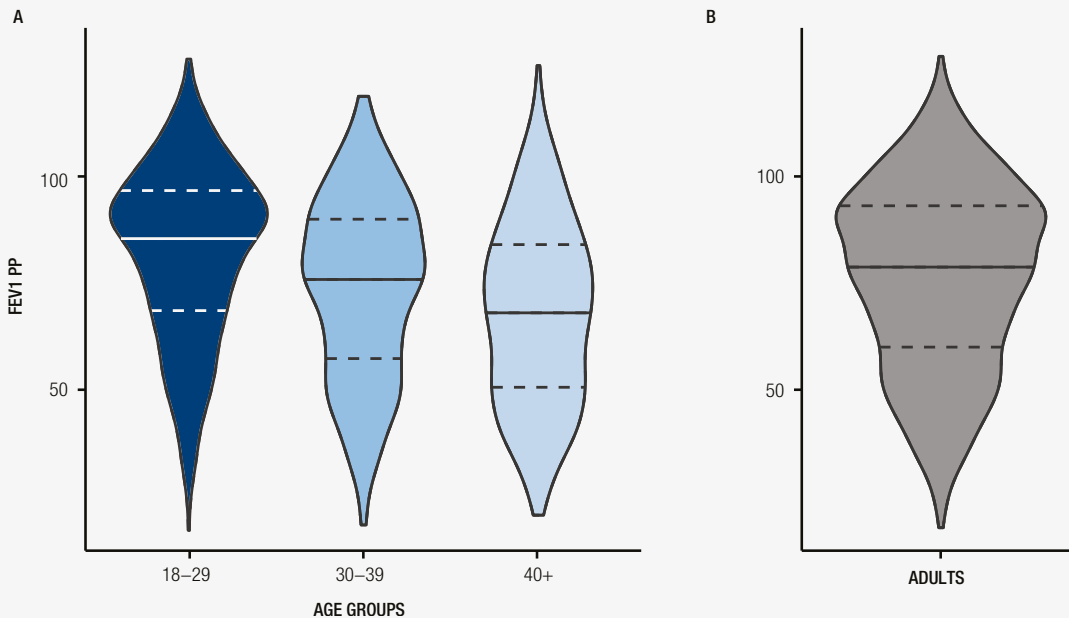 A
B
100
50
FEV1 PP
18–29
30–39
40+
AGE GROUPS
100
50
ADULTS